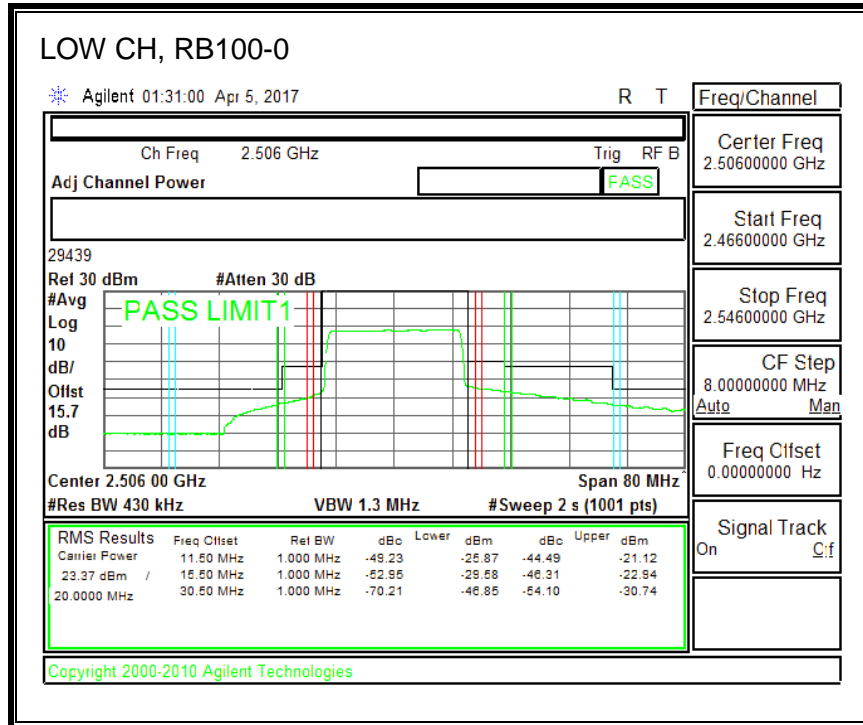 LOW CH, RB100-0
Agilent 01:31:00 Apr 5, 2017 R T
Freq/Channel
Ch Freq 2.506 GHz Trig RF B
Adj Channel Power PASS
Center Freq
2.50600000 GHz
Start Freq
2.46600000 GHz
29439
Ref 30 dBm #Atten 30 dB
#Avg
Log
10
dB/
Offst
15.7
dB
PASS LIMIT1
Stop Freq
2.54600000 GHz
CF Step
8.00000000 MHz
Auto Man
Freq Offset
0.00000000 Hz
Center 2.506 00 GHz Span 80 MHz
#Res BW 430 kHz VBW 1.3 MHz #Sweep 2 s (1001 pts)
Signal Track
On Off
RMS Results Freq Offset Ref BW dBc Lower dBm dBc Upper dBm
Carrier Power 11.50 MHz 1.000 MHz -49.23 -25.87 -44.49 -21.12
23.37 dBm / 15.50 MHz 1.000 MHz -52.95 -29.58 -46.31 -22.94
20.0000 MHz 30.50 MHz 1.000 MHz -70.21 -46.85 -54.10 -30.74
Copyright 2000-2010 Agilent Technologies